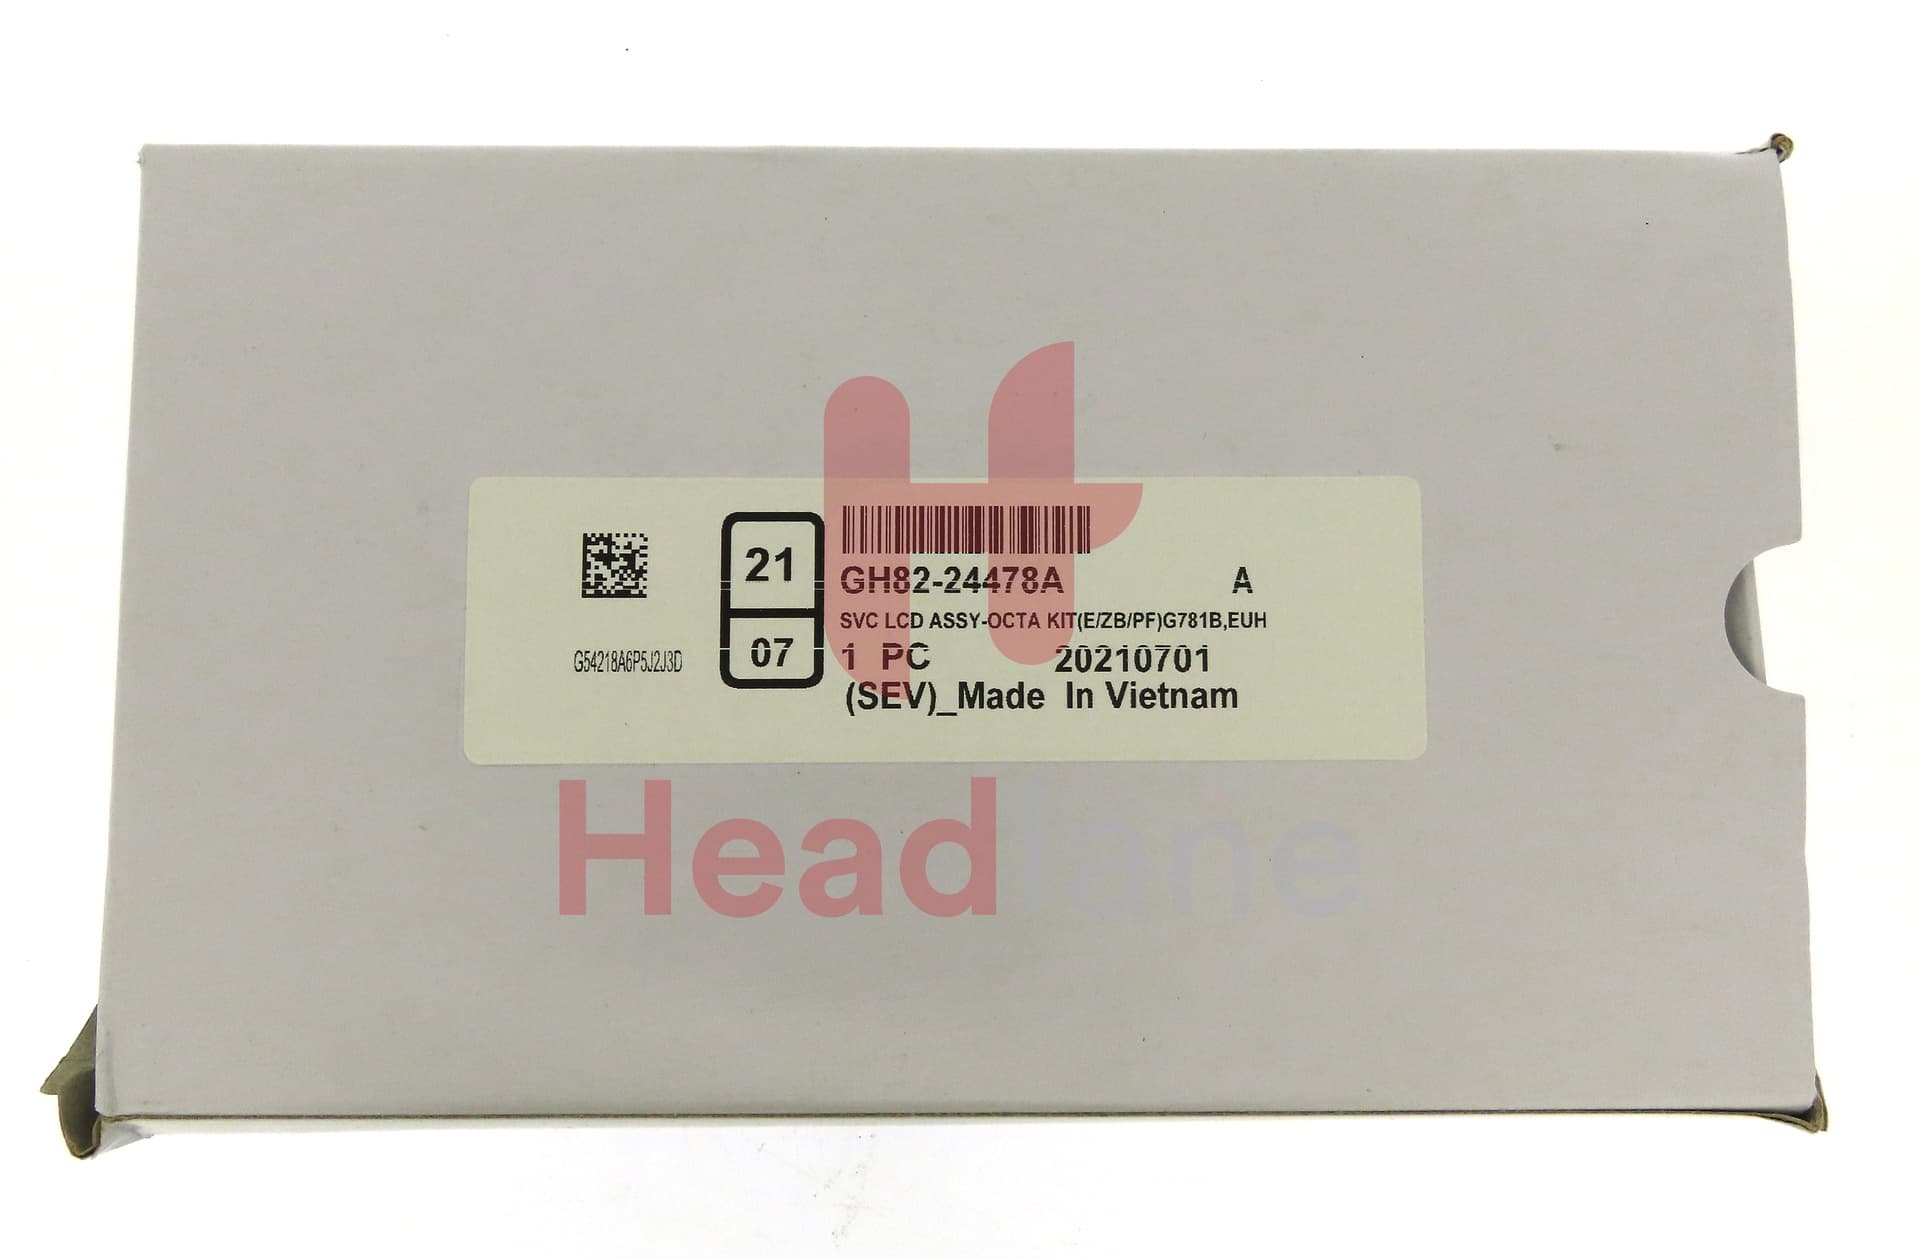 21
07
G54218A6P5J2J3D
GH82-24478A A
SVC LCD ASSY-OCTA KIT(E/ZB/PF)G781B,EUH
1 PC 20210701
(SEV)_Made In Vietnam
Headlane